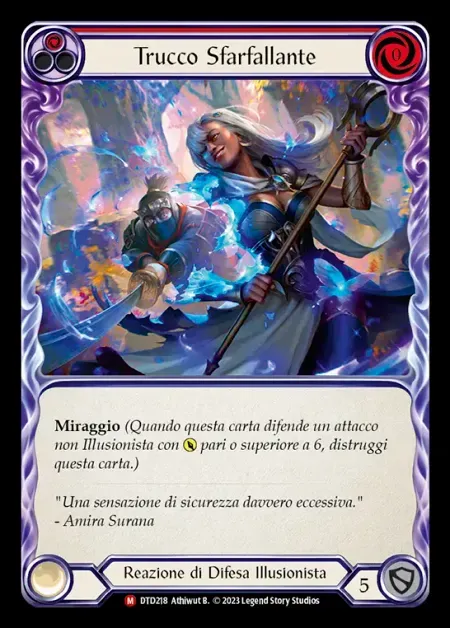 Trucco Sfarfallante
0
Miraggio (Quando questa carta difende un attacco
non Illusionista con pari o superiore a 6, distruggi
questa carta.)
"Una sensazione di sicurezza davvero eccessiva."
- Amira Surana
Reazione di Difesa Illusionista
5
M DTD218 Athiwut B. © 2023 Legend Story Studios